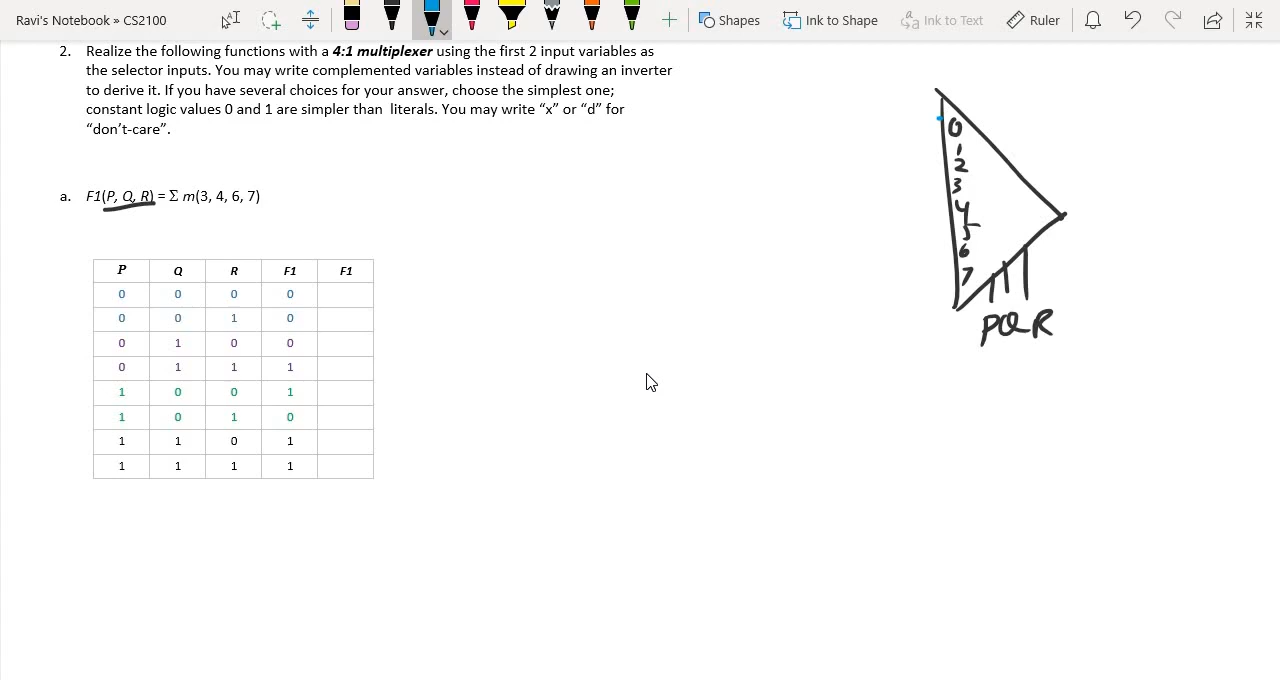 Ravi's Notebook » CS2100
Shapes
Ink to Shape
Ink to Text
Ruler
2. Realize the following functions with a 4:1 multiplexer using the first 2 input variables as
the selector inputs. You may write complemented variables instead of drawing an inverter
to derive it. If you have several choices for your answer, choose the simplest one;
constant logic values 0 and 1 are simpler than literals. You may write “x” or “d” for
“don’t-care”.
a. F1(P, Q, R) = Σ m(3, 4, 6, 7)
P Q R F1 F1
0 0 0 0
0 0 1 0
0 1 0 0
0 1 1 1
1 0 0 1
1 0 1 0
1 1 0 1
1 1 1 1
0
1
2
3
4
5
6
7
PQR